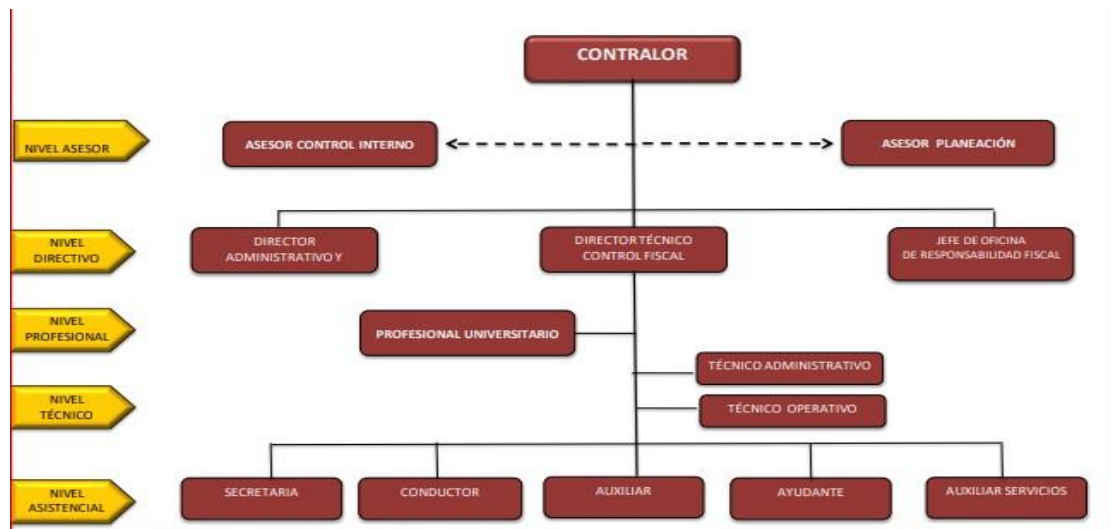 CONTRALOR
NIVEL ASESOR
ASESOR CONTROL INTERNO
ASESOR PLANEACIÓN
NIVEL
DIRECTIVO
DIRECTOR
ADMINISTRATIVO Y
DIRECTOR TÉCNICO
CONTROL FISCAL
JEFE DE OFICINA
DE RESPONSABILIDAD FISCAL
NIVEL
PROFESIONAL
PROFESIONAL UNIVERSITARIO
TÉCNICO ADMINISTRATIVO
NIVEL
TÉCNICO
TÉCNICO OPERATIVO
NIVEL
ASISTENCIAL
SECRETARIA
CONDUCTOR
AUXILIAR
AYUDANTE
AUXILIAR SERVICIOS